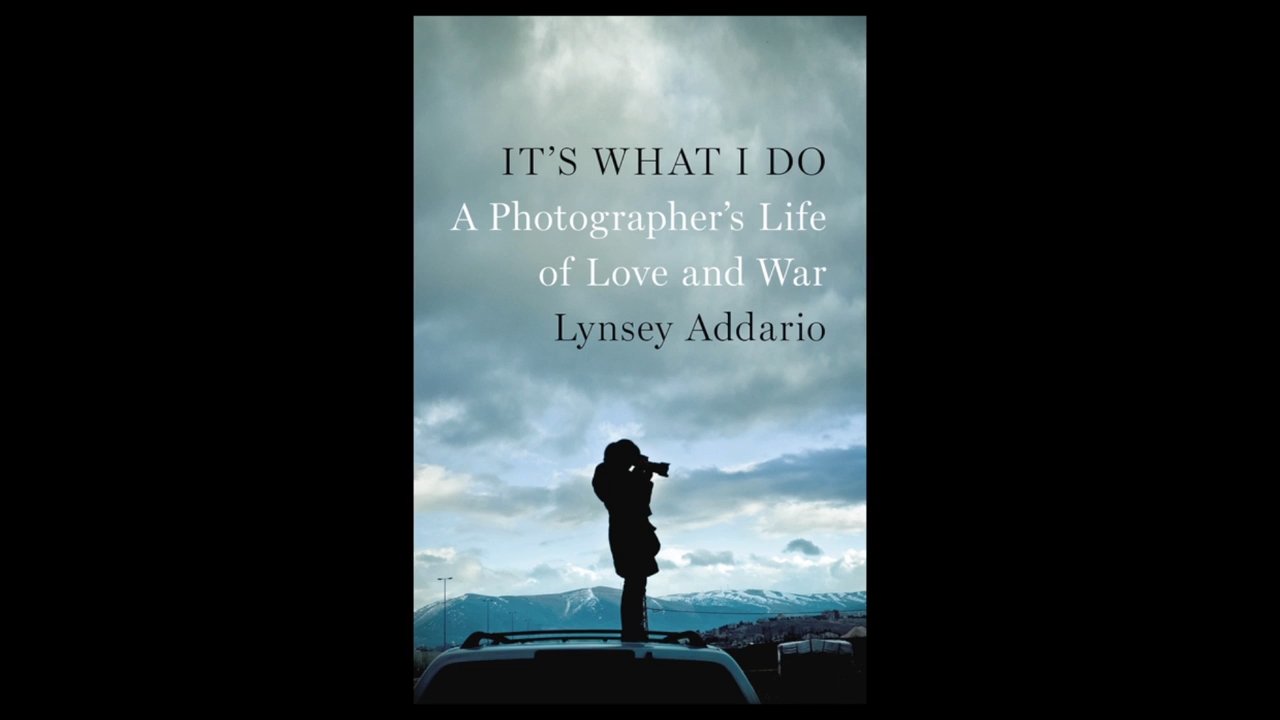 IT’S WHAT I DO
A Photographer’s Life
of Love and War
Lynsey Addario